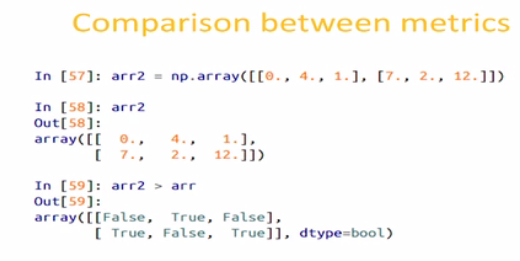 Comparison between metrics
In [57]: arr2 = np.array([[0., 4., 1.], [7., 2., 12.]])
In [58]: arr2
Out[58]:
array([[  0.,   4.,   1.],
       [  7.,   2.,  12.]])
In [59]: arr2 > arr
Out[59]:
array([[False,  True, False],
       [ True, False,  True]], dtype=bool)